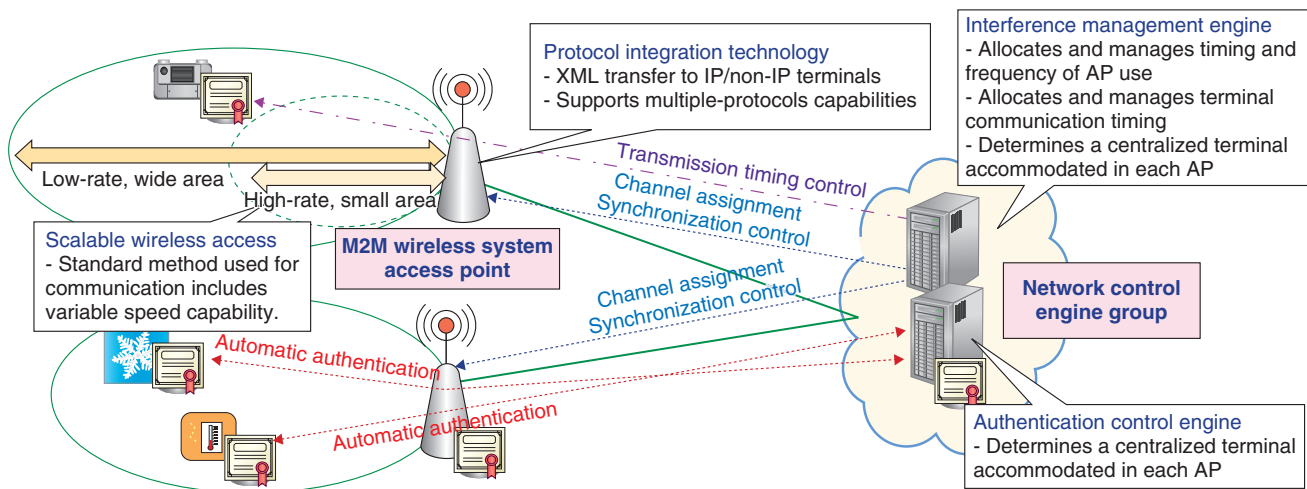 Protocol integration technology
- XML transfer to IP/non-IP terminals
- Supports multiple-protocols capabilities
Interference management engine
- Allocates and manages timing and
frequency of AP use
- Allocates and manages terminal
communication timing
- Determines a centralized terminal
accommodated in each AP
Low-rate, wide area
High-rate, small area
Transmission timing control
Channel assignment
Synchronization control
Scalable wireless access
- Standard method used for
communication includes
variable speed capability.
M2M wireless system
access point
Channel assignment
Synchronization control
Network control
engine group
Automatic authentication
Automatic authentication
Authentication control engine
- Determines a centralized terminal
accommodated in each AP